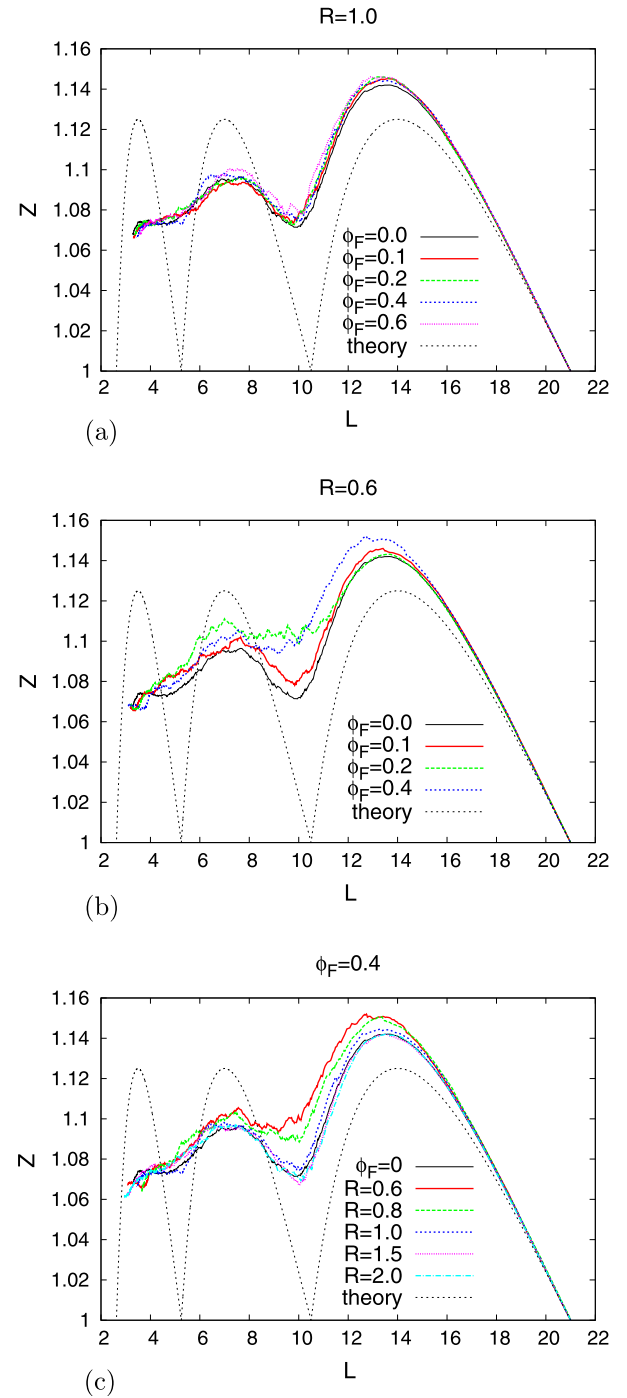 R=1.0
1.16
1.14
1.12
1.1
1.08
1.06
1.04
1.02
1
Z
ϕF=0.0
ϕF=0.1
ϕF=0.2
ϕF=0.4
ϕF=0.6
theory
2 4 6 8 10 12 14 16 18 20 22
L
(a)
R=0.6
1.16
1.14
1.12
1.1
1.08
1.06
1.04
1.02
1
Z
ϕF=0.0
ϕF=0.1
ϕF=0.2
ϕF=0.4
theory
2 4 6 8 10 12 14 16 18 20 22
L
(b)
ϕF=0.4
1.16
1.14
1.12
1.1
1.08
1.06
1.04
1.02
1
Z
ϕF=0
R=0.6
R=0.8
R=1.0
R=1.5
R=2.0
theory
2 4 6 8 10 12 14 16 18 20 22
L
(c)